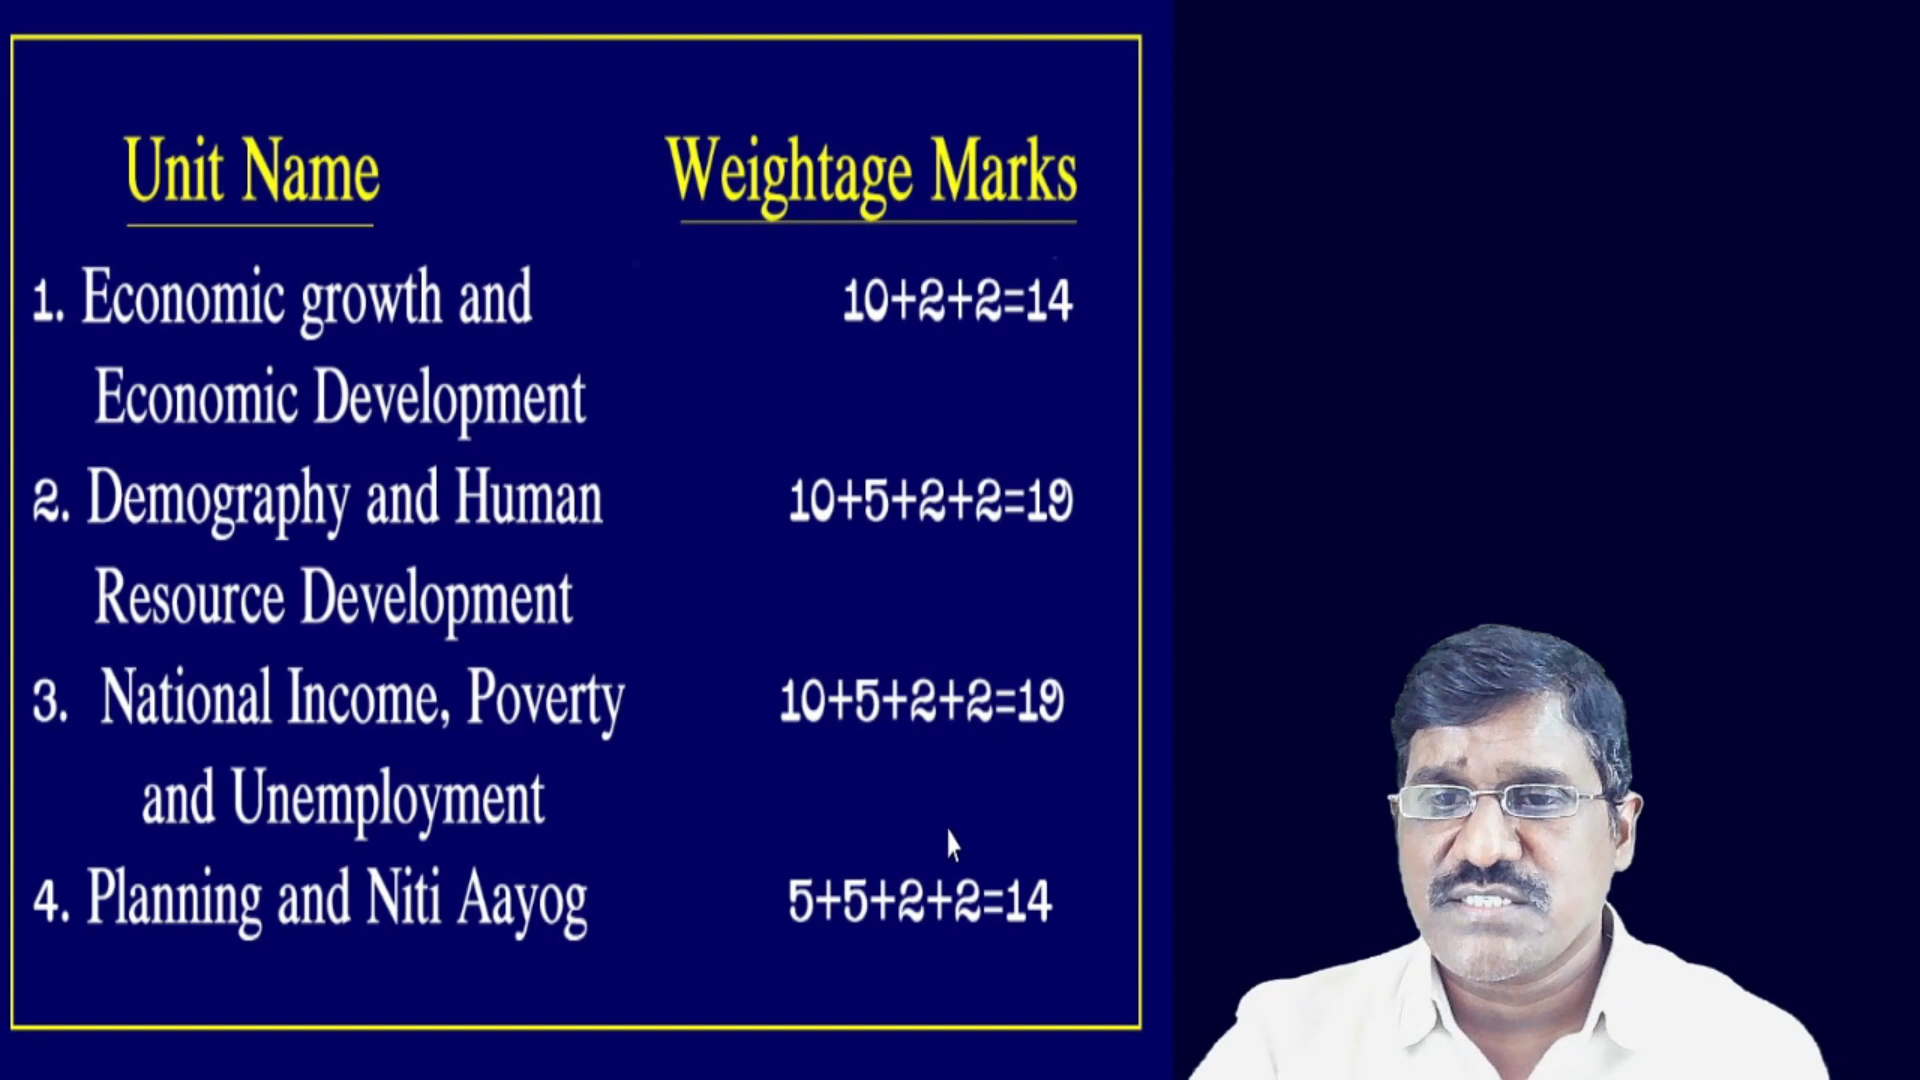 Unit Name Weightage Marks
1. Economic growth and 10+2+2=14
Economic Development
2. Demography and Human 10+5+2+2=19
Resource Development
3. National Income, Poverty 10+5+2+2=19
and Unemployment
4. Planning and Niti Aayog 5+5+2+2=14